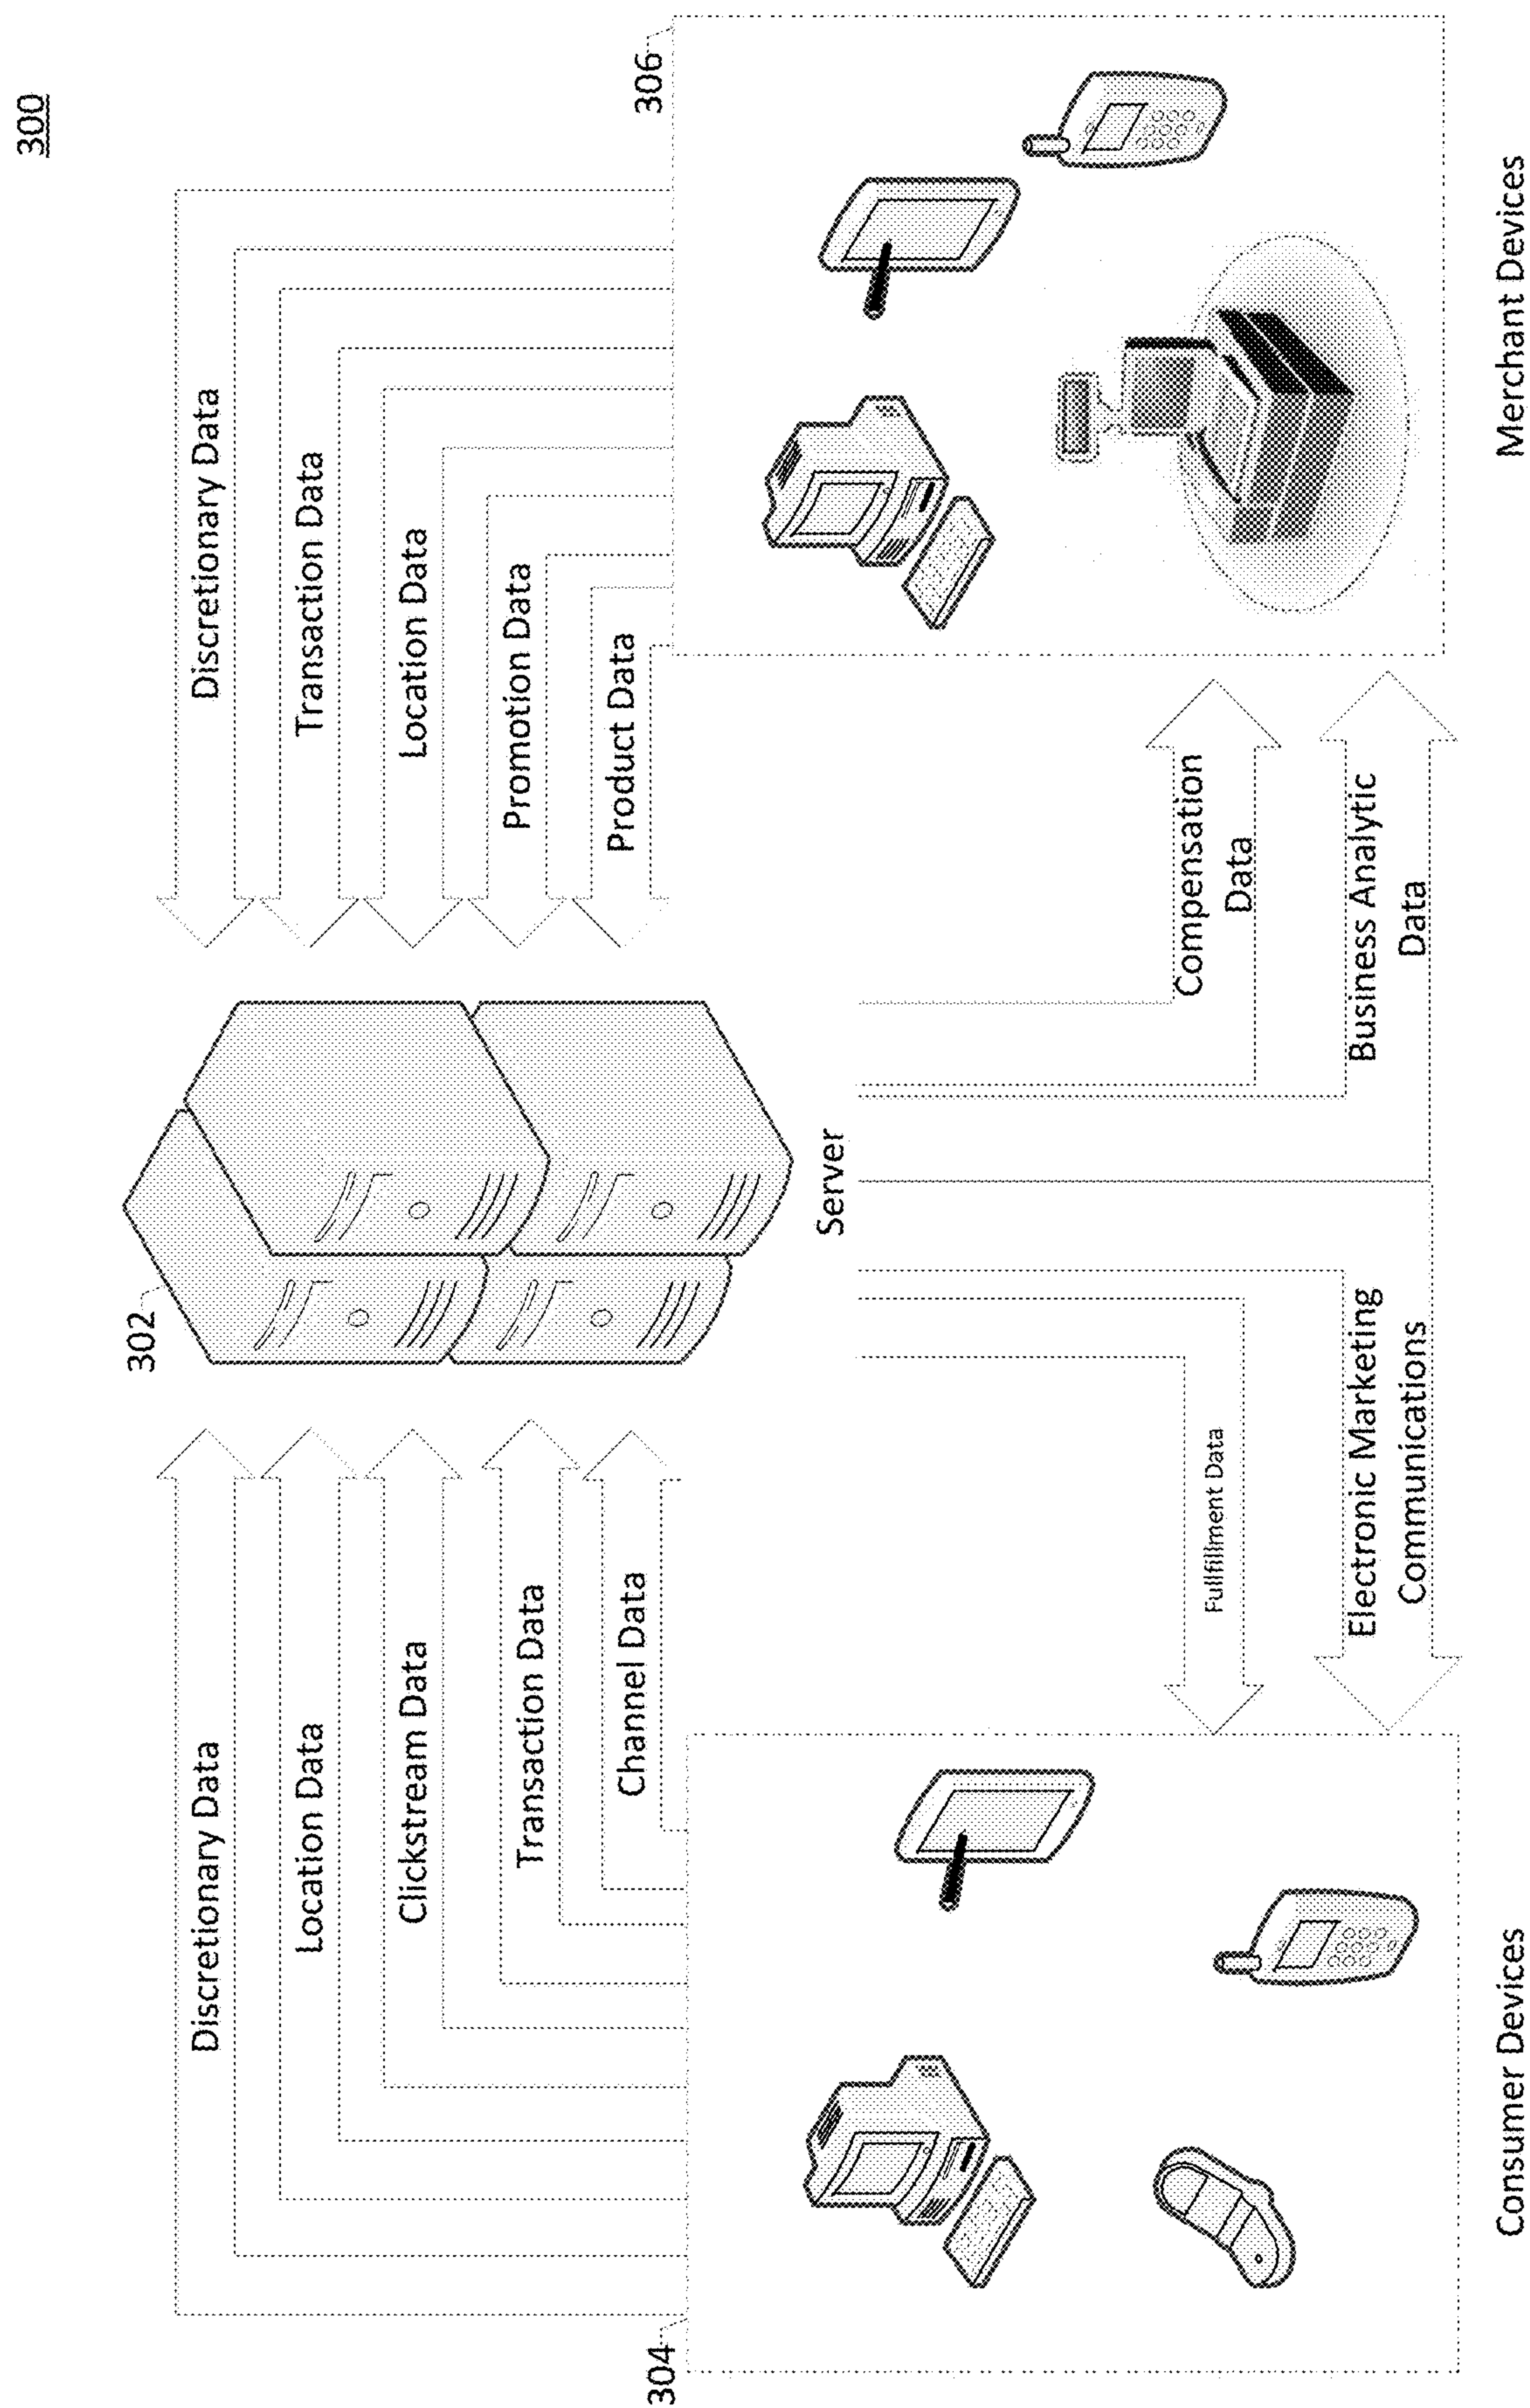 300
302
304
306
Discretionary Data
Location Data
Clickstream Data
Transaction Data
Channel Data
Discretionary Data
Transaction Data
Location Data
Promotion Data
Product Data
Server
Fullfillment Data
Electronic Marketing
Communications
Compensation
Data
Business Analytic
Data
Consumer Devices
Merchant Devices